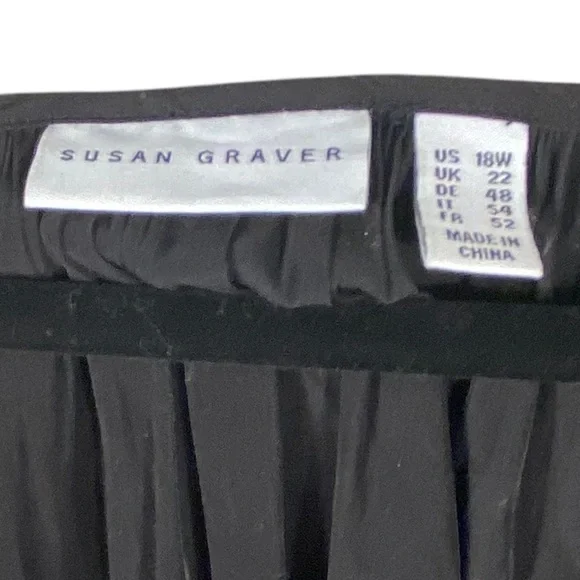 SUSAN GRAVER
US 18W
UK 22
DE 48
IT 54
FR 52
MADE IN
CHINA